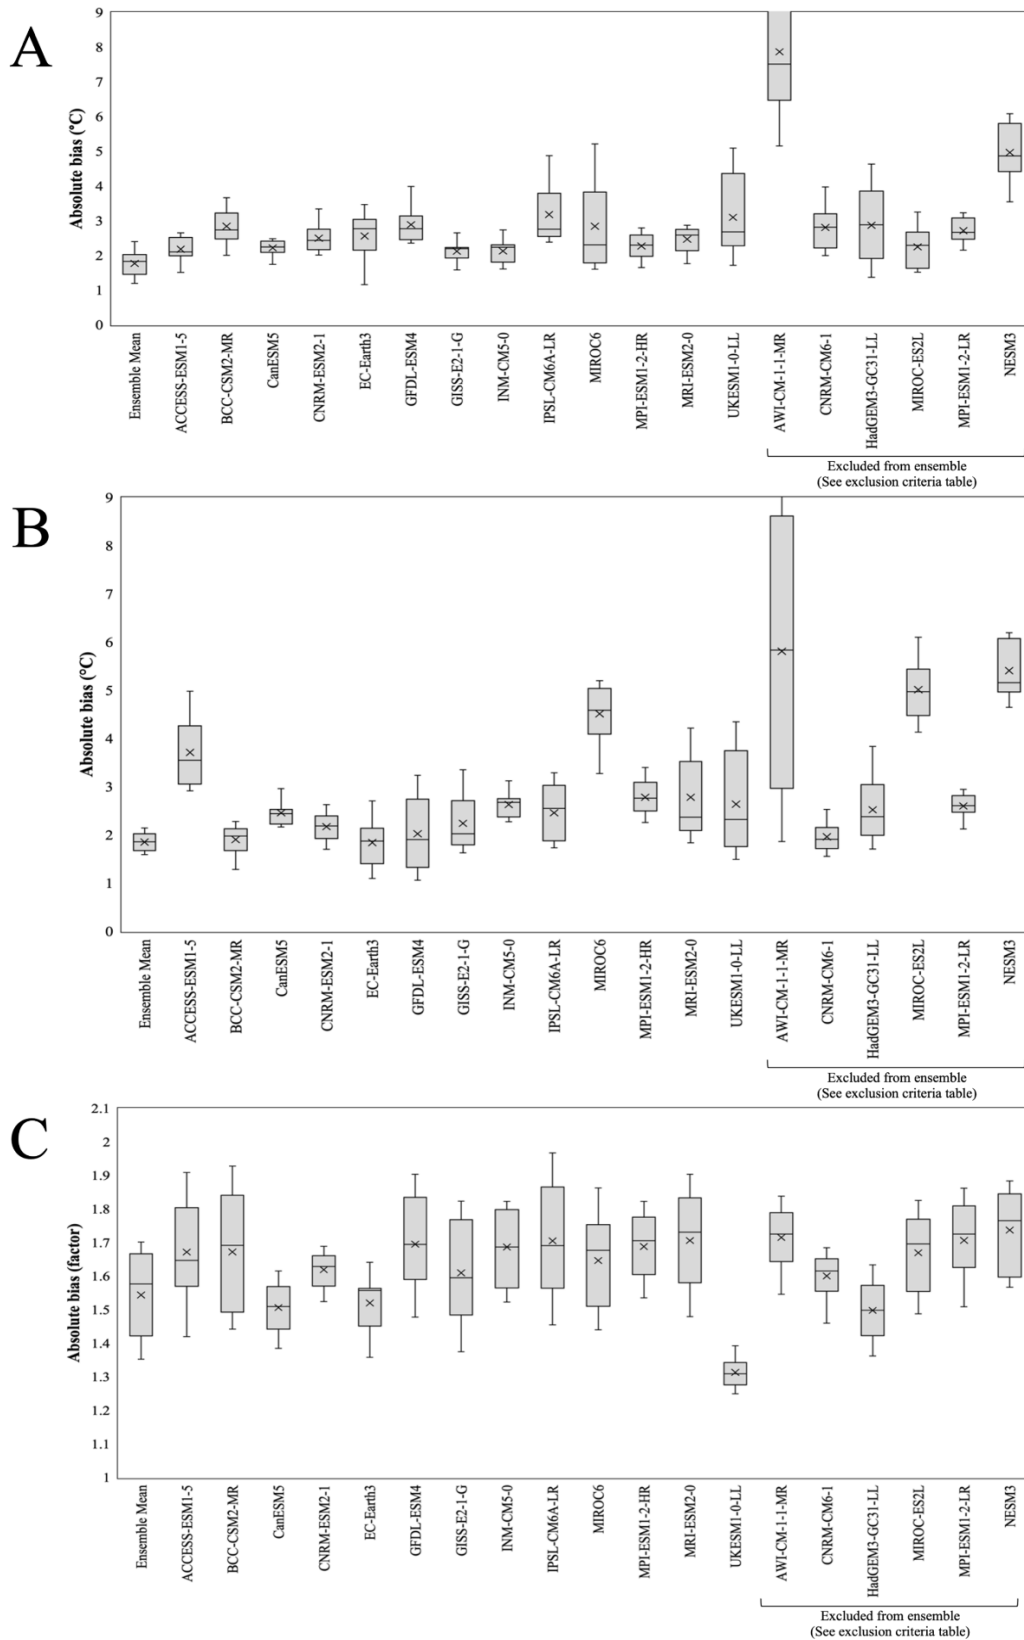 A
Absolute bias (°C)
9
8
7
6
5
4
3
2
1
0
Ensemble Mean
ACCESS-ESM1-5
BCC-CSM2-MR
CanESM5
CNRM-ESM2-1
EC-Earth3
GFDL-ESM4
GISS-E2-1-G
INM-CM5-0
IPSL-CM6A-LR
MIROC6
MPI-ESM1-2-HR
MRI-ESM2-0
UKESM1-0-LL
AWI-CM-1-1-MR
CNRM-CM6-1
HadGEM3-GC31-LL
MIROC-ES2L
MPI-ESM1-2-LR
NESM3
Excluded from ensemble
(See exclusion criteria table)
B
Absolute bias (°C)
9
8
7
6
5
4
3
2
1
0
Ensemble Mean
ACCESS-ESM1-5
BCC-CSM2-MR
CanESM5
CNRM-ESM2-1
EC-Earth3
GFDL-ESM4
GISS-E2-1-G
INM-CM5-0
IPSL-CM6A-LR
MIROC6
MPI-ESM1-2-HR
MRI-ESM2-0
UKESM1-0-LL
AWI-CM-1-1-MR
CNRM-CM6-1
HadGEM3-GC31-LL
MIROC-ES2L
MPI-ESM1-2-LR
NESM3
Excluded from ensemble
(See exclusion criteria table)
C
Absolute bias (factor)
2.1
2
1.9
1.8
1.7
1.6
1.5
1.4
1.3
1.2
1.1
1
Ensemble Mean
ACCESS-ESM1-5
BCC-CSM2-MR
CanESM5
CNRM-ESM2-1
EC-Earth3
GFDL-ESM4
GISS-E2-1-G
INM-CM5-0
IPSL-CM6A-LR
MIROC6
MPI-ESM1-2-HR
MRI-ESM2-0
UKESM1-0-LL
AWI-CM-1-1-MR
CNRM-CM6-1
HadGEM3-GC31-LL
MIROC-ES2L
MPI-ESM1-2-LR
NESM3
Excluded from ensemble
(See exclusion criteria table)